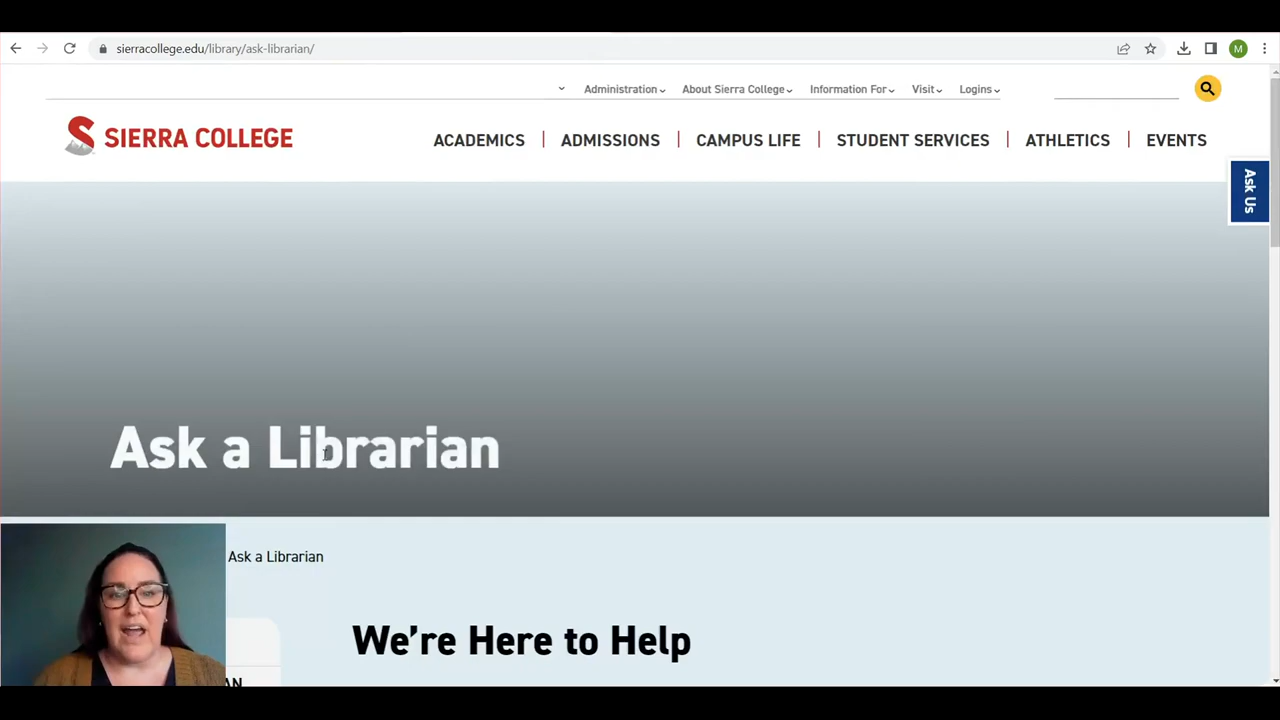 sierracollege.edu/library/ask-librarian/
M
Administration
About Sierra College
Information For
Visit
Logins
SIERRA COLLEGE
ACADEMICS
ADMISSIONS
CAMPUS LIFE
STUDENT SERVICES
ATHLETICS
EVENTS
Ask Us
Ask a Librarian
Ask a Librarian
We're Here to Help